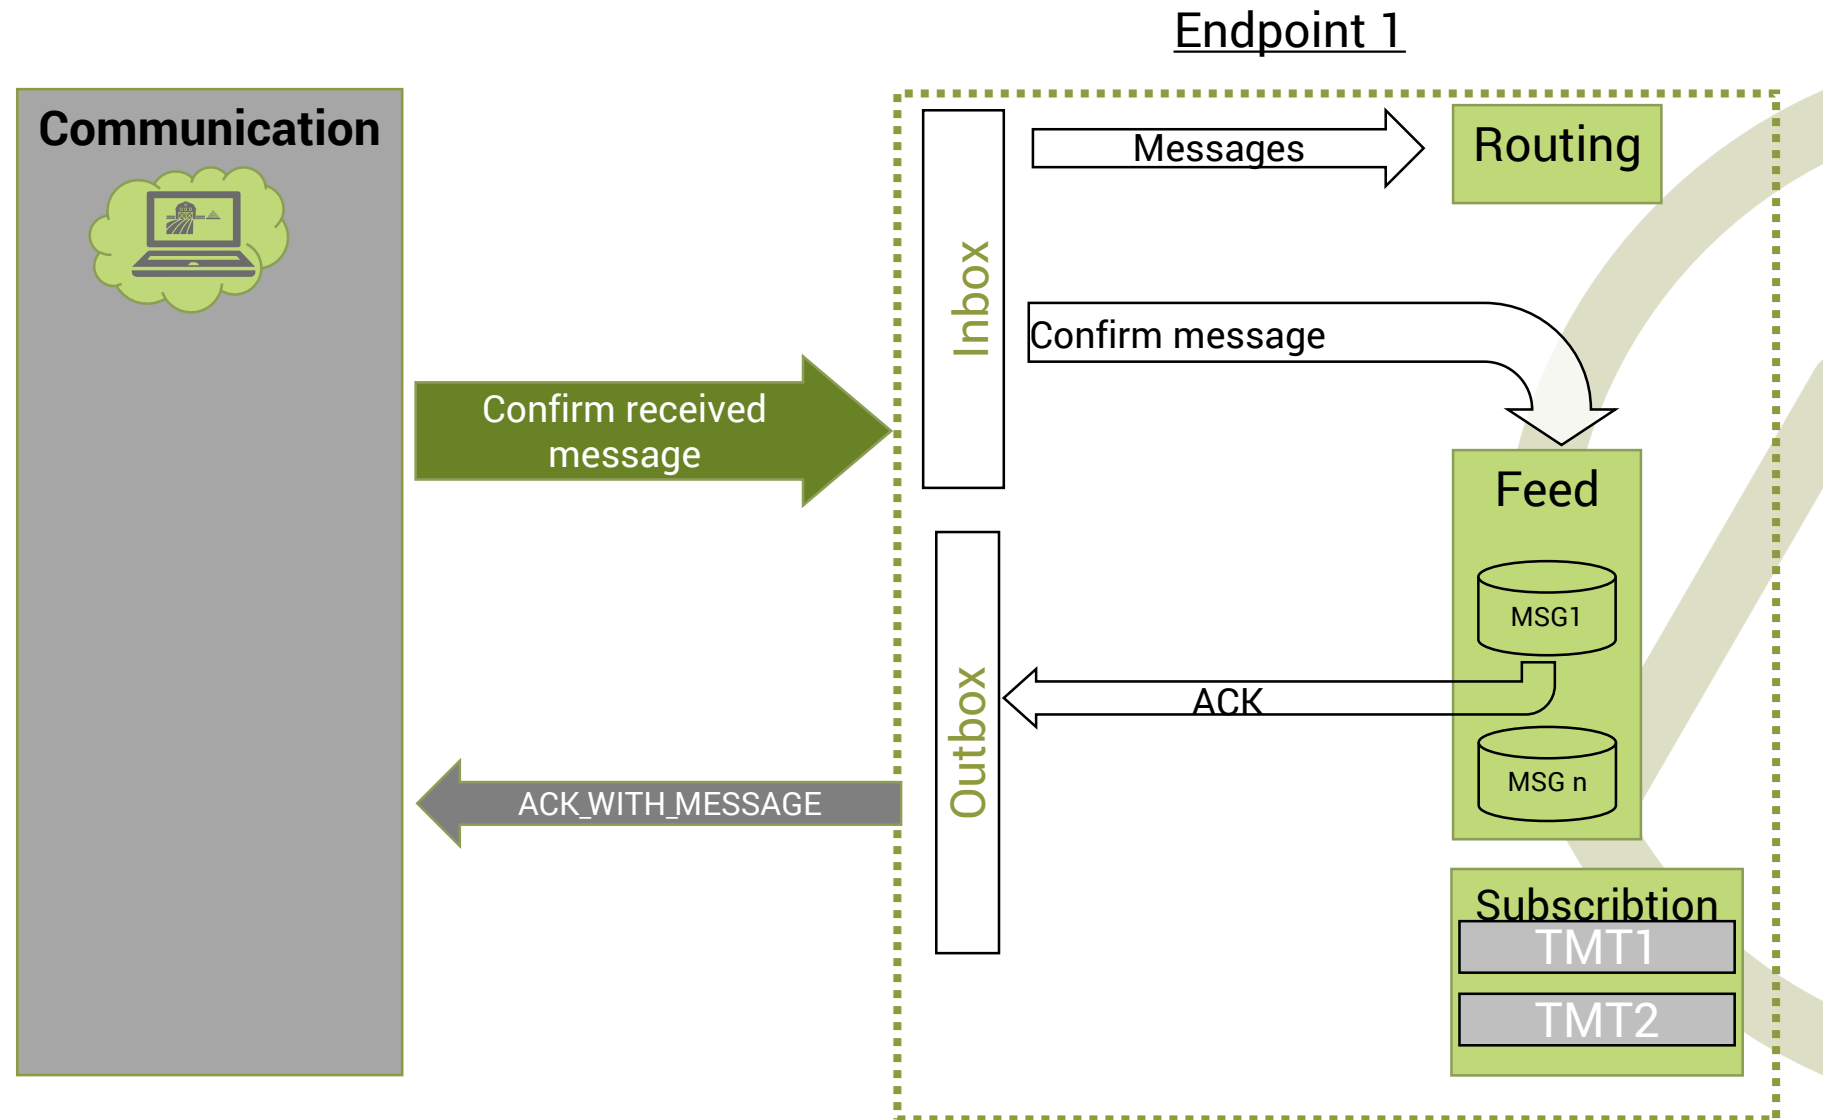 Endpoint 1
Communication
Messages
Routing
Inbox
Confirm message
Confirm received
message
Feed
MSG1
ACK
Outbox
MSG n
ACK_WITH_MESSAGE
Subscribtion
TMT1
TMT2